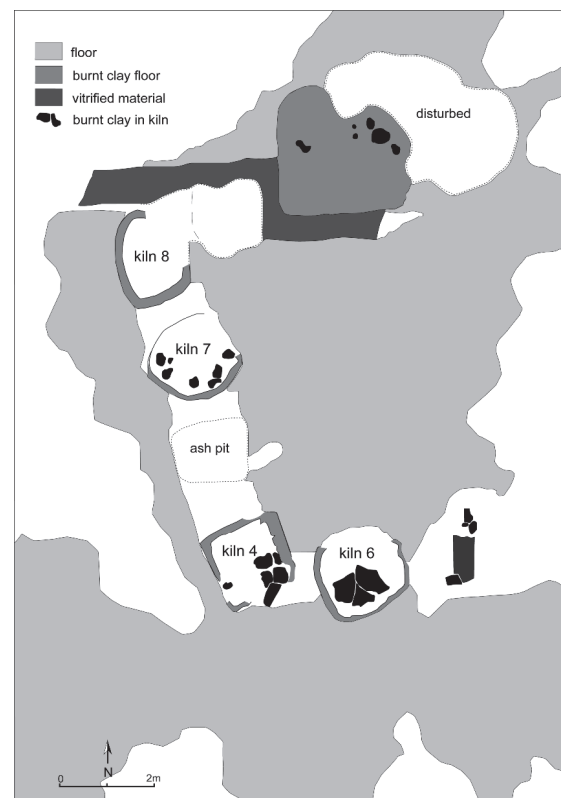 floor
burnt clay floor
vitrified material
burnt clay in kiln
disturbed
kiln 8
kiln 7
ash pit
kiln 4
kiln 6
N
0 2m